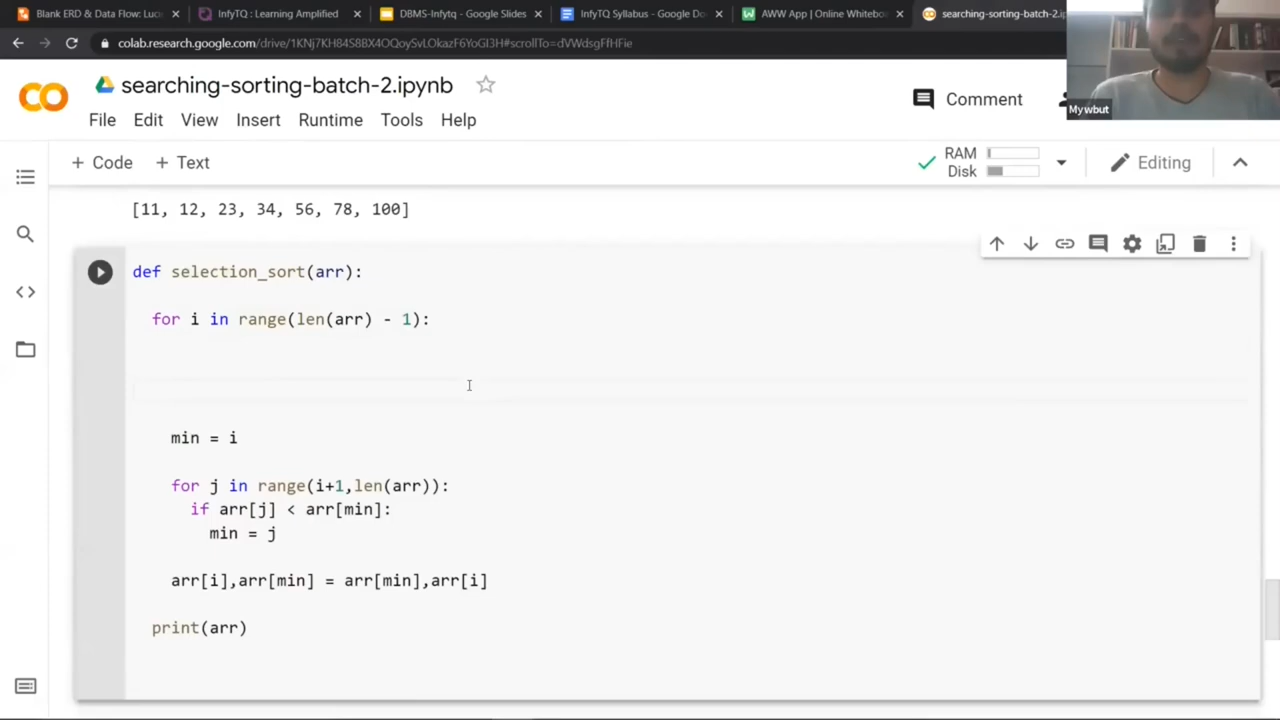 Blank ERD & Data Flow: Luc
InfyTQ : Learning Amplified
DBMS-Infytq - Google Slides
InfyTQ Syllabus - Google Do
AWW App | Online Whitebo
searching-sorting-batch-2.ip
colab.research.google.com/drive/1KNj7KH84S8BX4OQoySvLOkazF6YoGI3H#scrollTo=dVWdsgFfHFie
Mywbut
CO
searching-sorting-batch-2.ipynb
Comment
File Edit View Insert Runtime Tools Help
+ Code + Text
RAM
Disk
Editing
[11, 12, 23, 34, 56, 78, 100]
def selection_sort(arr):
for i in range(len(arr) - 1):
min = i
for j in range(i+1,len(arr)):
if arr[j] < arr[min]:
min = j
arr[i],arr[min] = arr[min],arr[i]
print(arr)